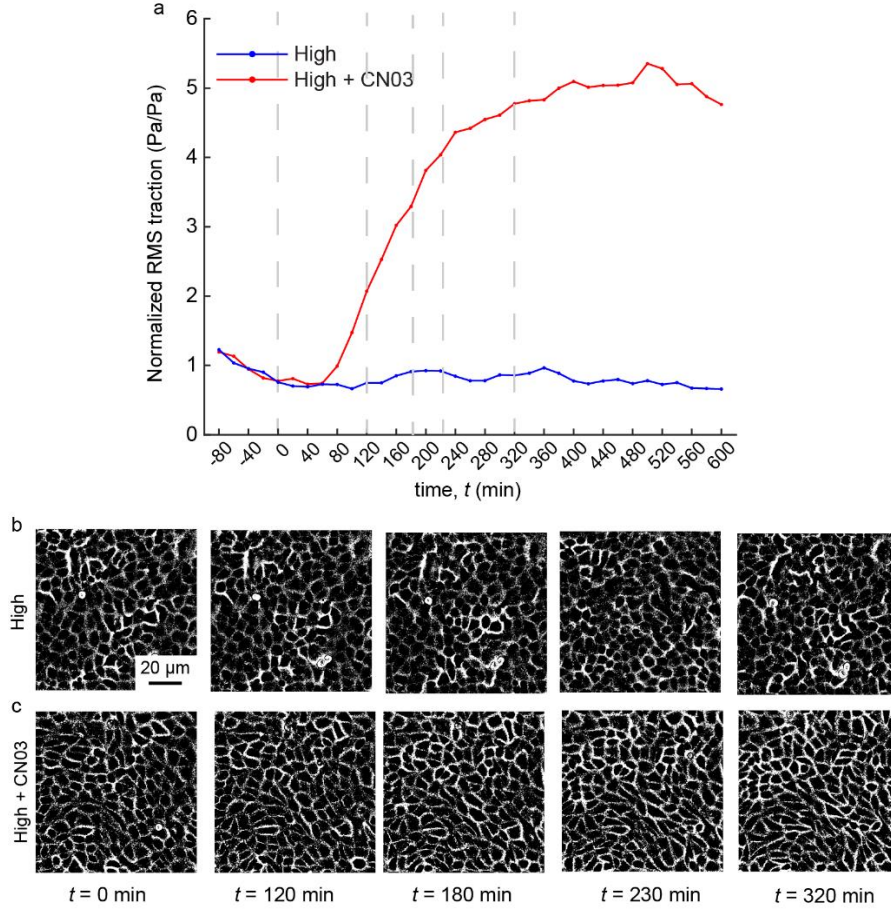 a
Normalized RMS traction (Pa/Pa)
6
5
4
3
2
1
0
High
High + CN03
-80 -40 0 40 80 120 160 200 240 280 320 360 400 440 480 520 560 600
time, t (min)
b
High
20 µm
c
High + CN03
t = 0 min t = 120 min t = 180 min t = 230 min t = 320 min